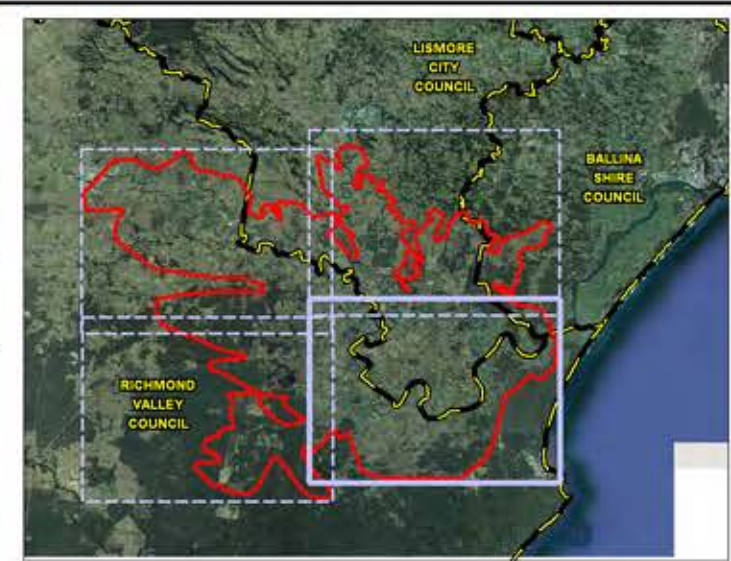 LISMORE
CITY
COUNCIL
BALLINA
SHIRE
COUNCIL
RICHMOND
VALLEY
COUNCIL